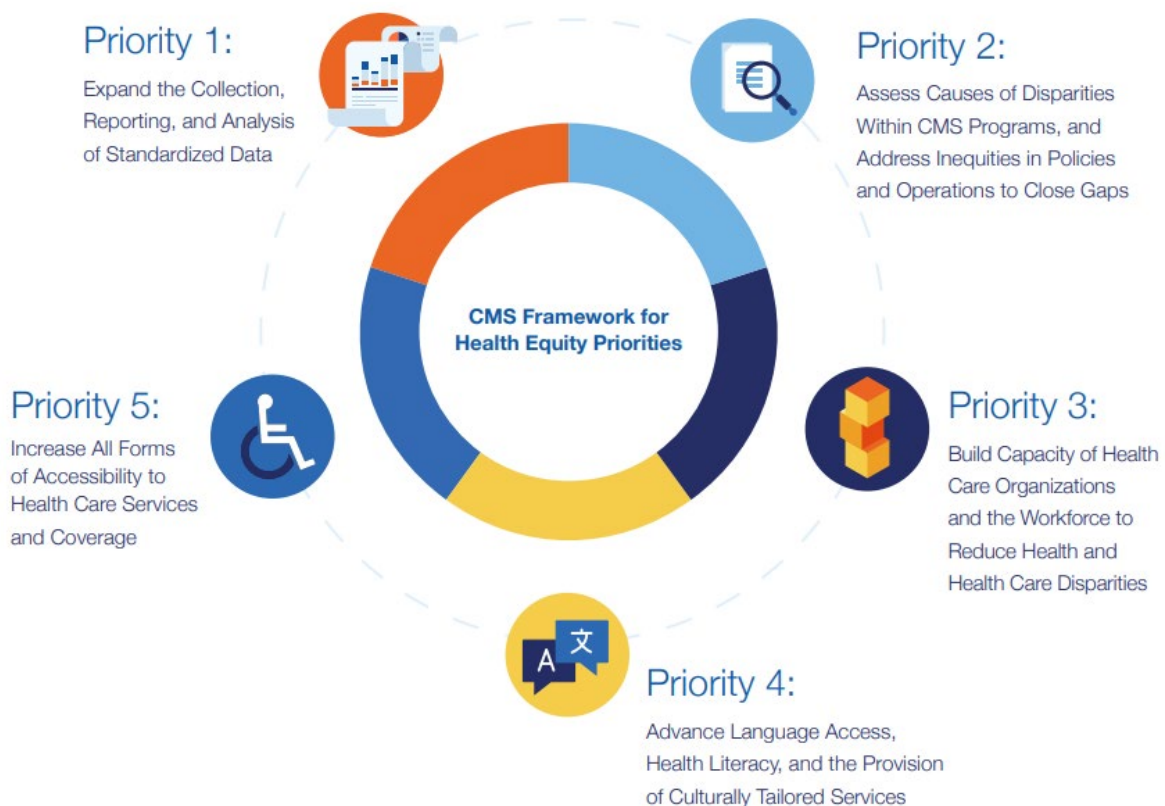 Priority 1:
Expand the Collection,
Reporting, and Analysis
of Standardized Data
Priority 2:
Assess Causes of Disparities
Within CMS Programs, and
Address Inequities in Policies
and Operations to Close Gaps
CMS Framework for
Health Equity Priorities
Priority 3:
Build Capacity of Health
Care Organizations
and the Workforce to
Reduce Health and
Health Care Disparities
Priority 4:
Advance Language Access,
Health Literacy, and the Provision
of Culturally Tailored Services
A 文
Priority 5:
Increase All Forms
of Accessibility to
Health Care Services
and Coverage